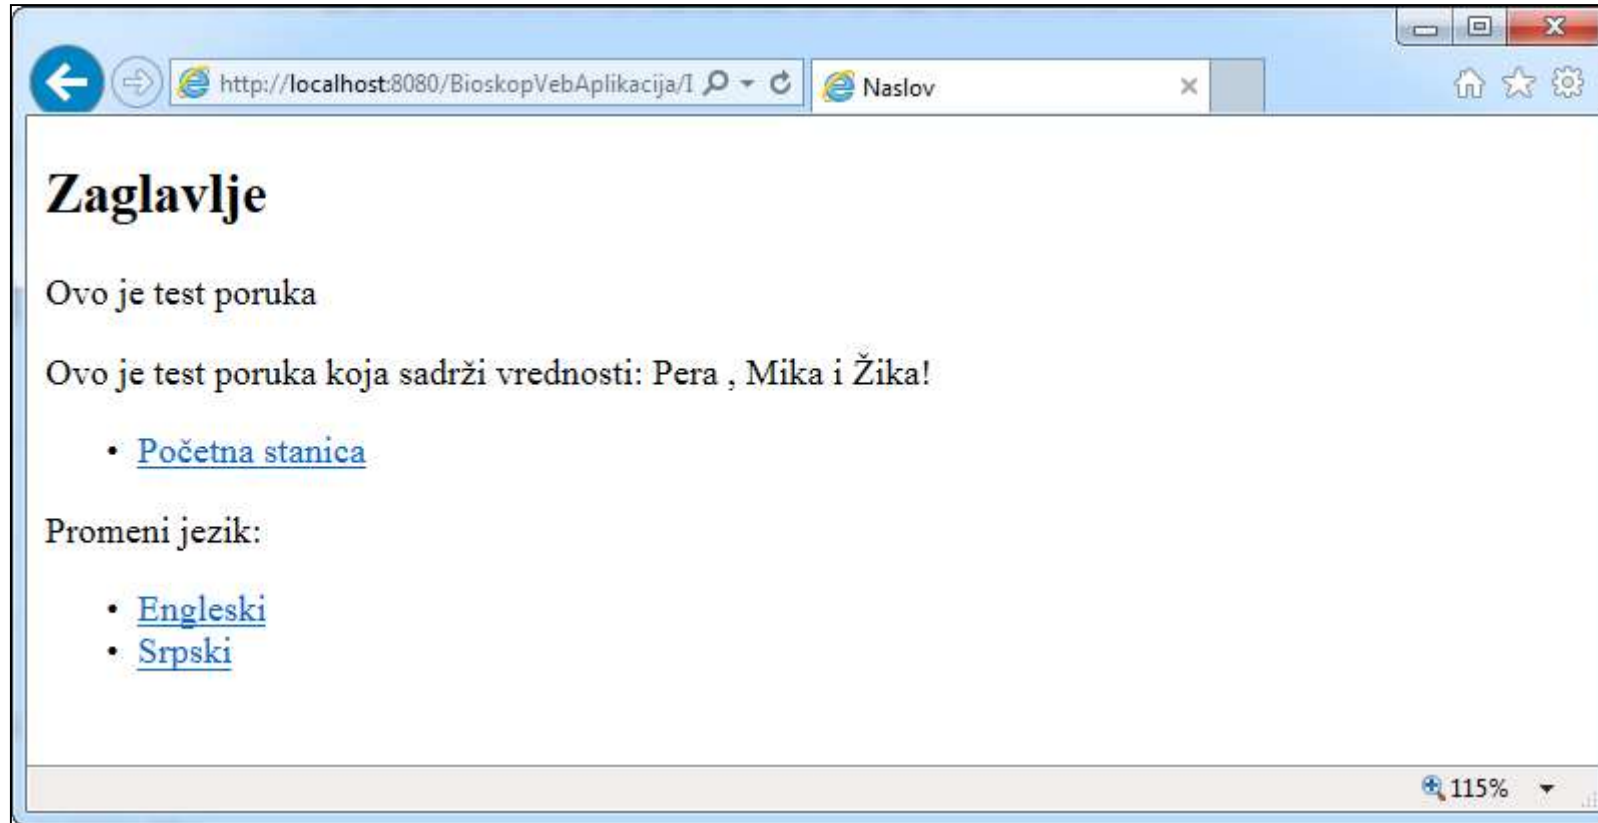 http://localhost:8080/BioskopVebAplikacija/I
Naslov
Zaglavlje
Ovo je test poruka
Ovo je test poruka koja sadrži vrednosti: Pera , Mika i Žika!
• Početna stanica
Promeni jezik:
• Engleski
• Srpski
115%